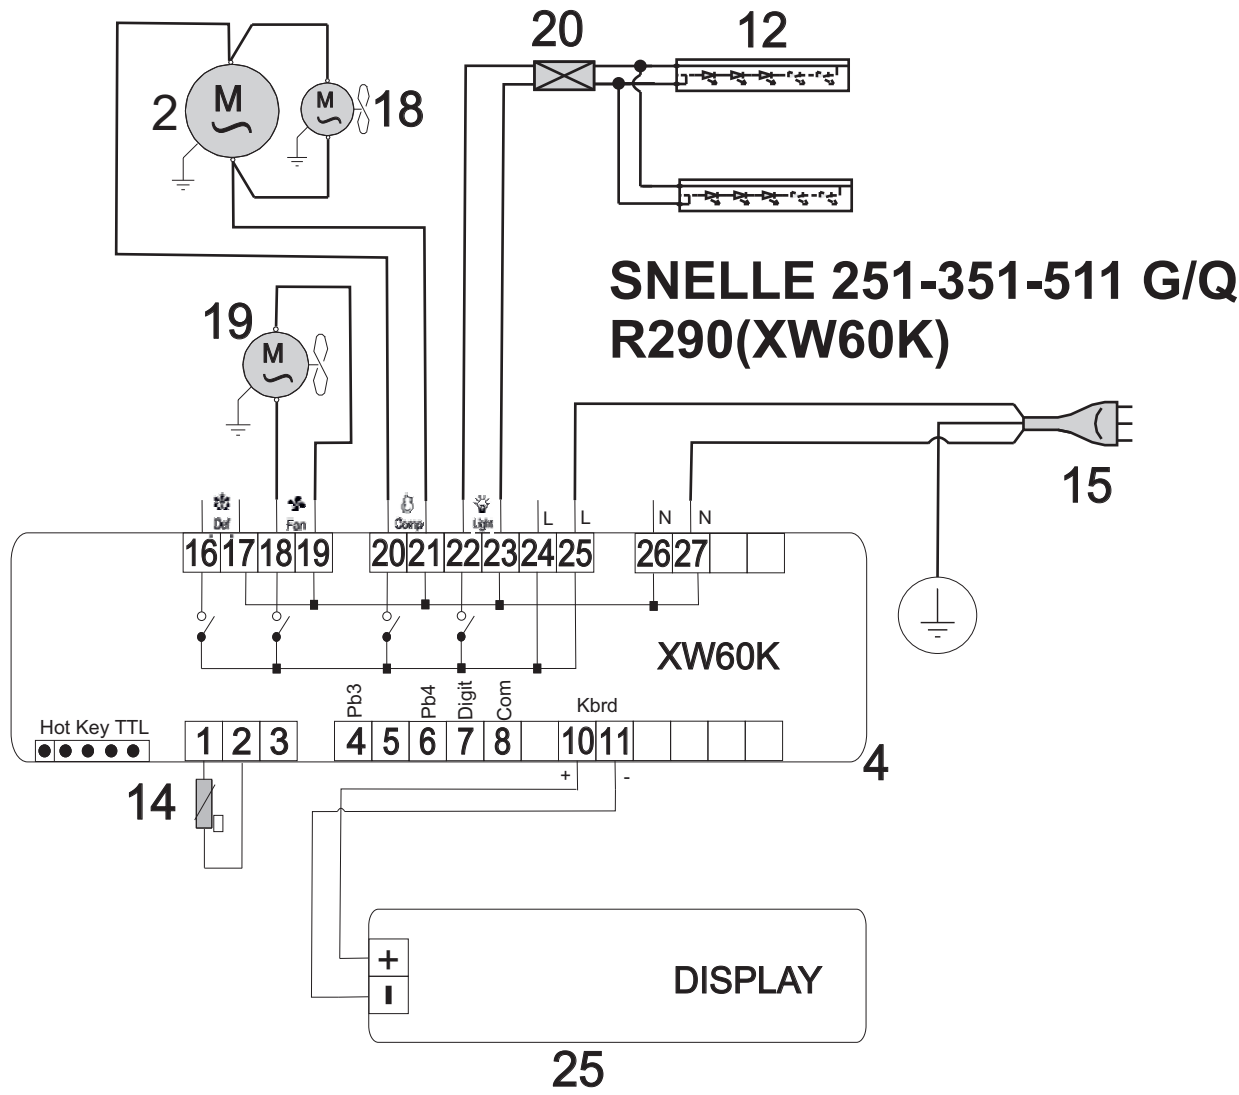 20
12
2
M
M
18
SNELLE 251-351-511 G/Q
R290(XW60K)
19
M
15
Def
Fan
Comp
Light
L
L
N
N
16 17 18 19 20 21 22 23 24 25 26 27
XW60K
Pb3
Pb4
Digit
Com
Kbrd
Hot Key TTL
1 2 3 4 5 6 7 8 10 11
4
+
-
14
+
-
DISPLAY
25